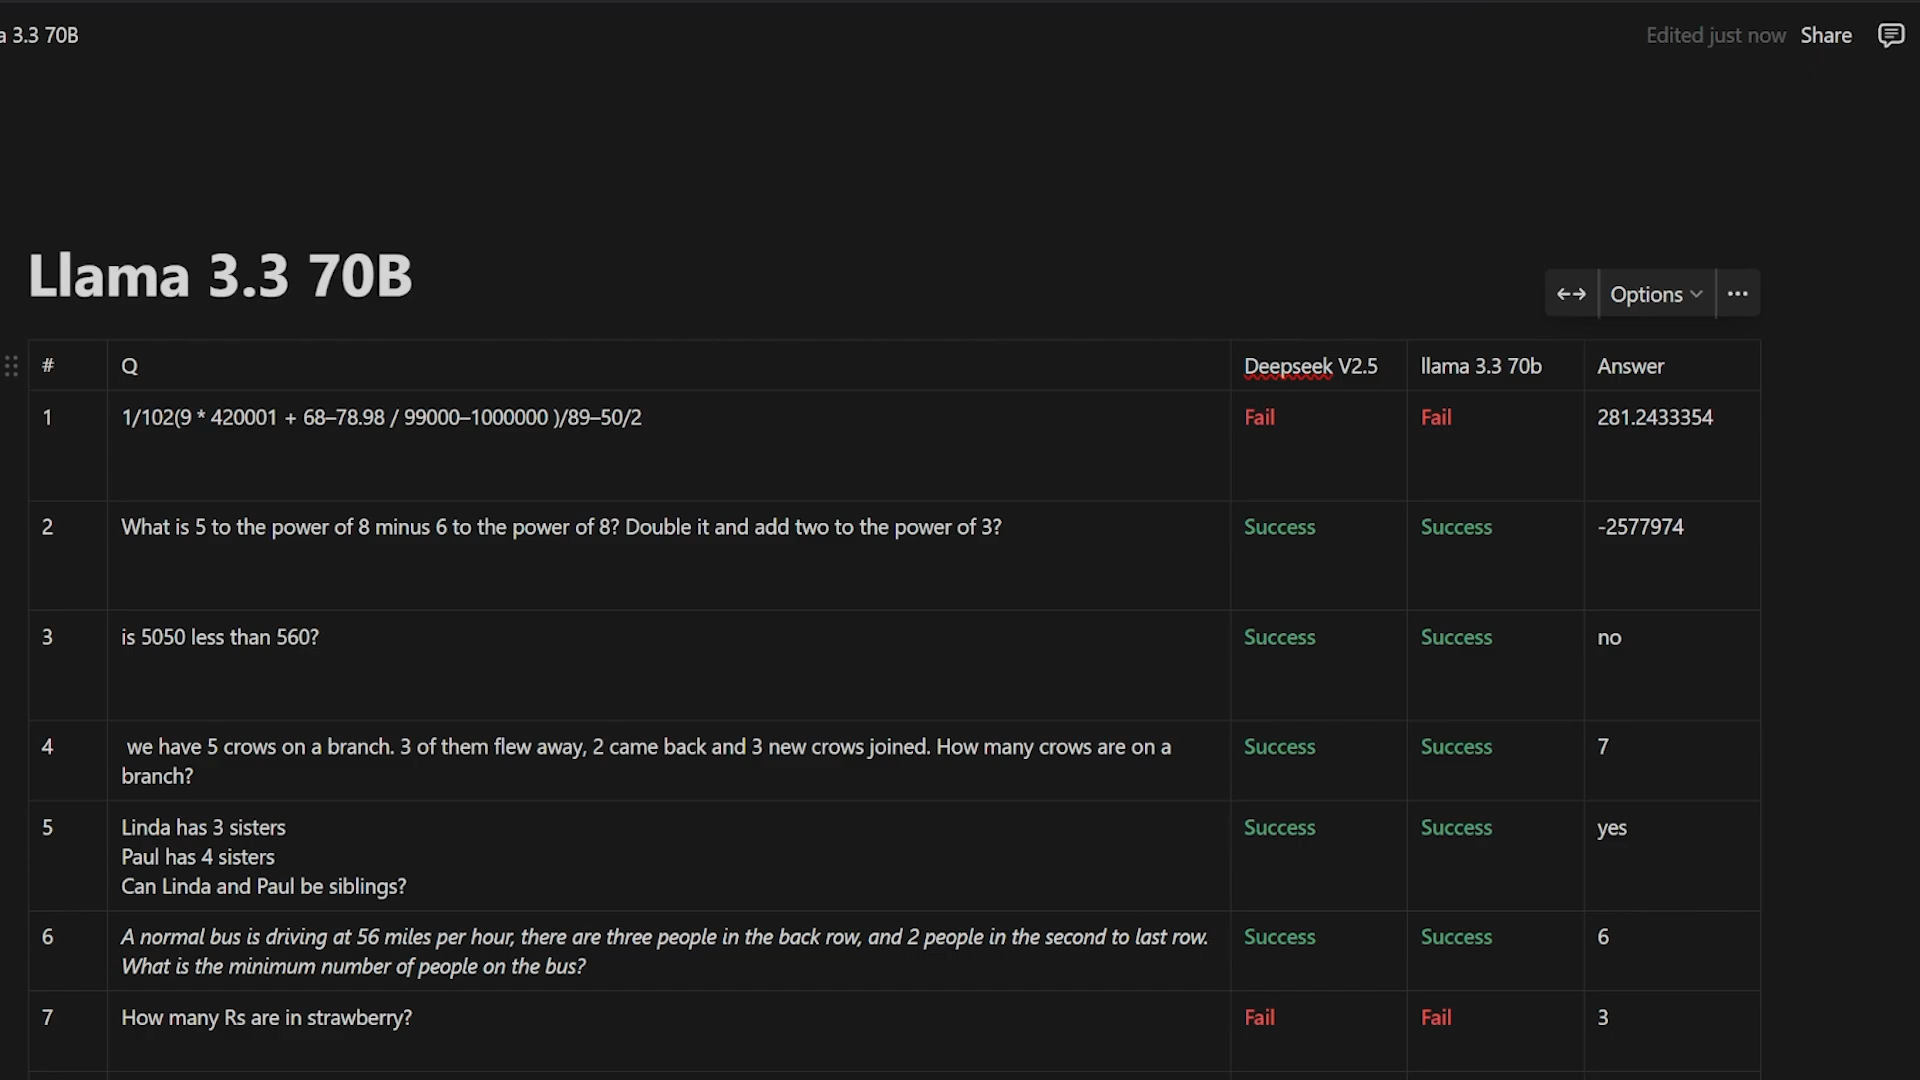 a 3.3 70B
Edited just now Share
Llama 3.3 70B
Options
# Q Deepseek V2.5 llama 3.3 70b Answer
1 1/102(9 * 420001 + 68–78.98 / 99000–1000000 )/89–50/2 Fail Fail 281.2433354
2 What is 5 to the power of 8 minus 6 to the power of 8? Double it and add two to the power of 3? Success Success -2577974
3 is 5050 less than 560? Success Success no
4 we have 5 crows on a branch. 3 of them flew away, 2 came back and 3 new crows joined. How many crows are on a Success Success 7
branch?
5 Linda has 3 sisters Success Success yes
Paul has 4 sisters
Can Linda and Paul be siblings?
6 A normal bus is driving at 56 miles per hour, there are three people in the back row, and 2 people in the second to last row. Success Success 6
What is the minimum number of people on the bus?
7 How many Rs are in strawberry? Fail Fail 3